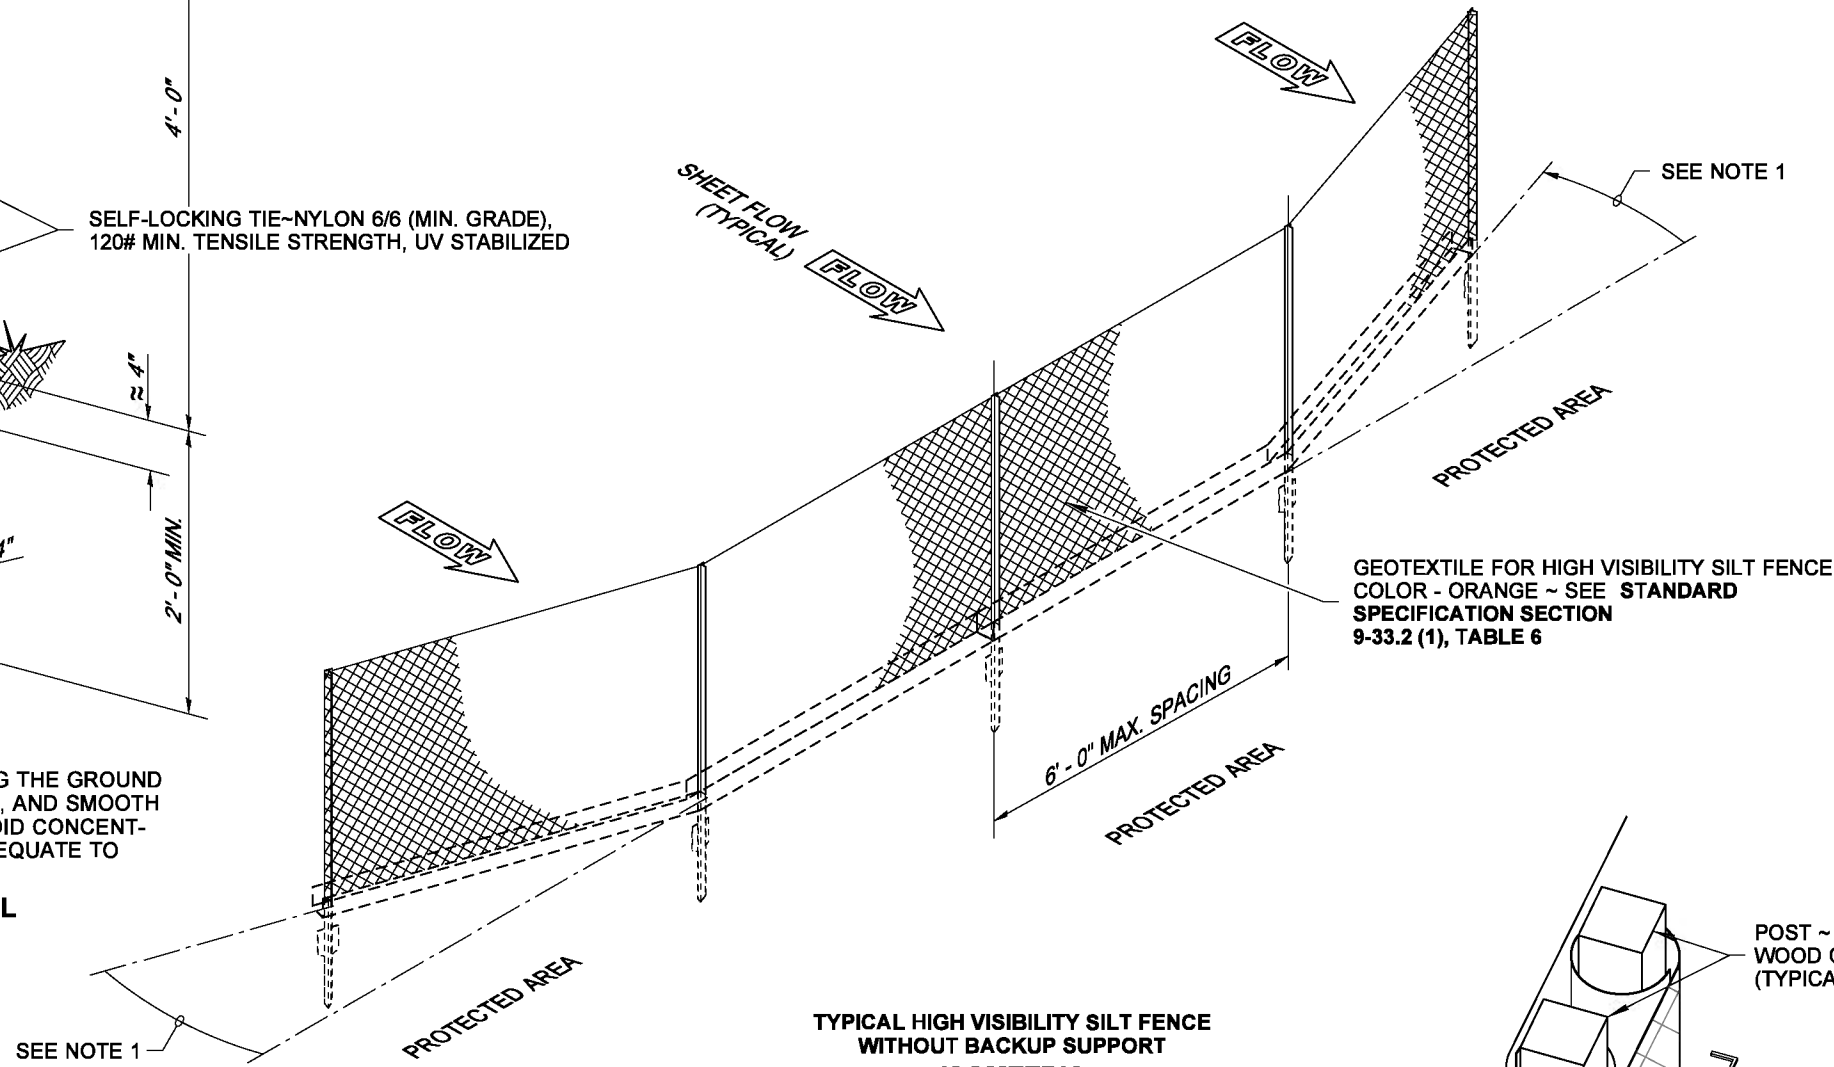 4'- 0"
SELF-LOCKING TIE~NYLON 6/6 (MIN. GRADE),
120# MIN. TENSILE STRENGTH, UV STABILIZED
≈ 4"
4"
2'- 0" MIN.
FLOW
SHEET FLOW
(TYPICAL)
FLOW
FLOW
SEE NOTE 1
PROTECTED AREA
GEOTEXTILE FOR HIGH VISIBILITY SILT FENCE
COLOR - ORANGE ~ SEE STANDARD
SPECIFICATION SECTION
9-33.2 (1), TABLE 6
6' - 0" MAX. SPACING
PROTECTED AREA
THE GROUND
, AND SMOOTH
CONCENT-
EQUATE TO
L
PROTECTED AREA
SEE NOTE 1
TYPICAL HIGH VISIBILITY SILT FENCE
WITHOUT BACKUP SUPPORT
POST ~
WOOD
(TYPICA